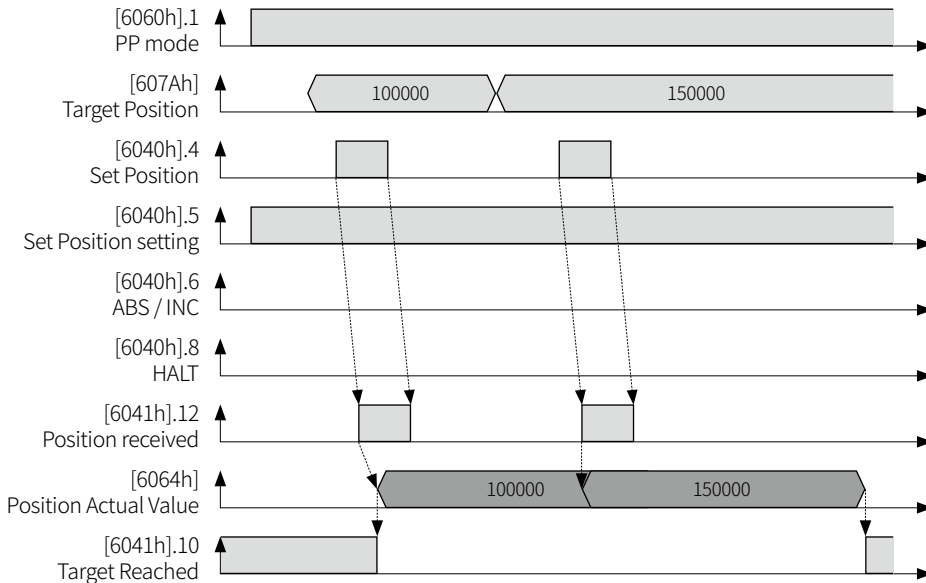 [6060h].1
PP mode
[607Ah]
Target Position
100000
150000
[6040h].4
Set Position
[6040h].5
Set Position setting
[6040h].6
ABS / INC
[6040h].8
HALT
[6041h].12
Position received
[6064h]
Position Actual Value
100000
150000
[6041h].10
Target Reached